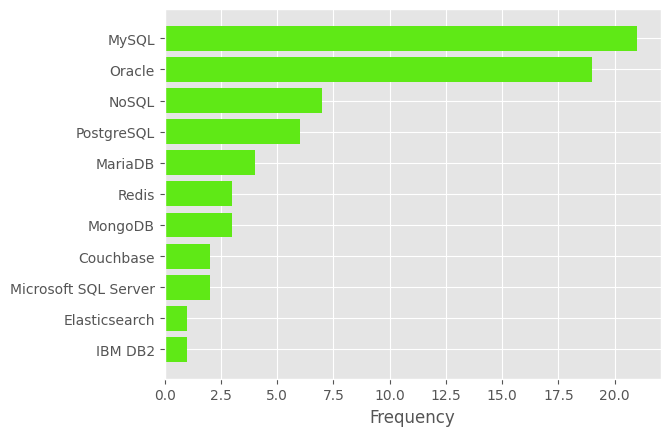 MySQL
Oracle
NoSQL
PostgreSQL
MariaDB
Redis
MongoDB
Couchbase
Microsoft SQL Server
Elasticsearch
IBM DB2
0.0 2.5 5.0 7.5 10.0 12.5 15.0 17.5 20.0
Frequency